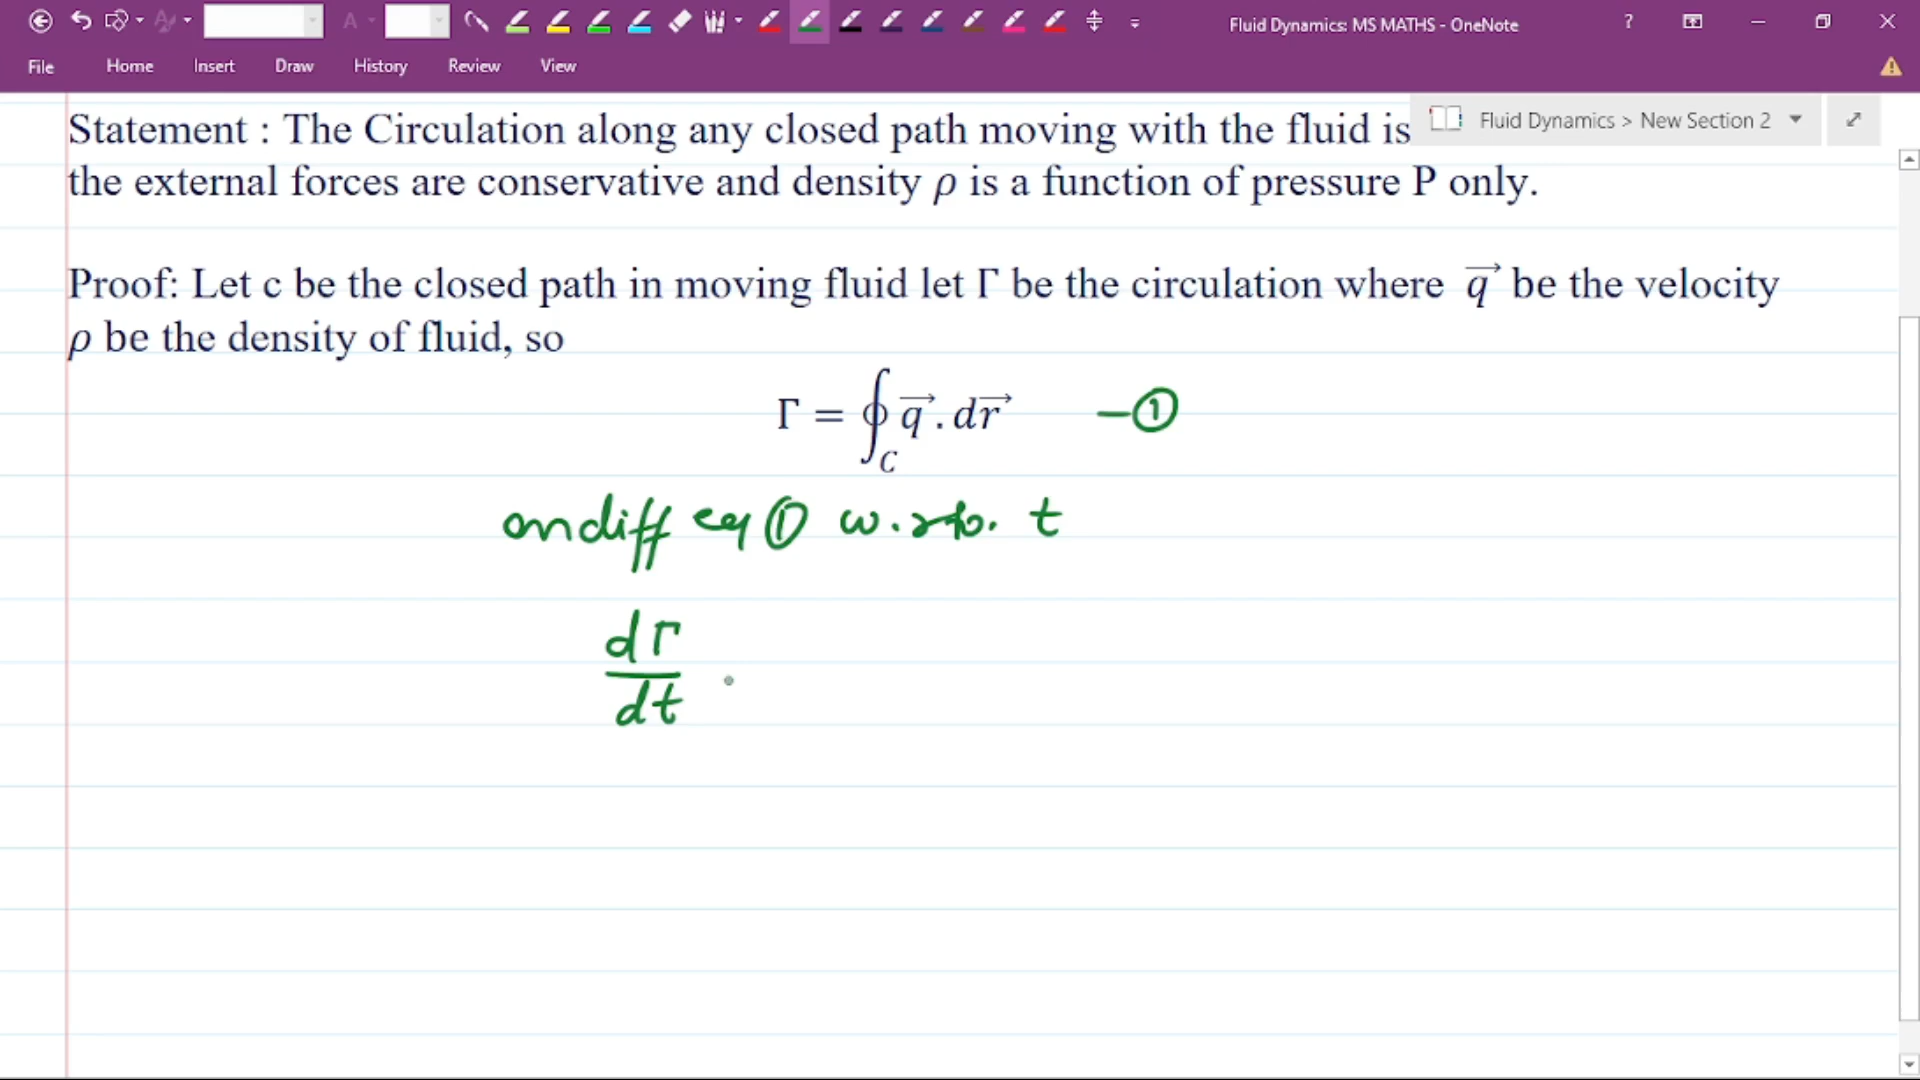 Fluid Dynamics: MS MATHS - OneNote
?
File Home Insert Draw History Review View
Fluid Dynamics > New Section 2
Statement : The Circulation along any closed path moving with the fluid is
the external forces are conservative and density ρ is a function of pressure P only.
Proof: Let c be the closed path in moving fluid let Γ be the circulation where q⃗ be the velocity
ρ be the density of fluid, so
Γ = ∮_C q⃗ . dr⃗ —①
on diff eq ① w.r.to. t
dΓ
dt